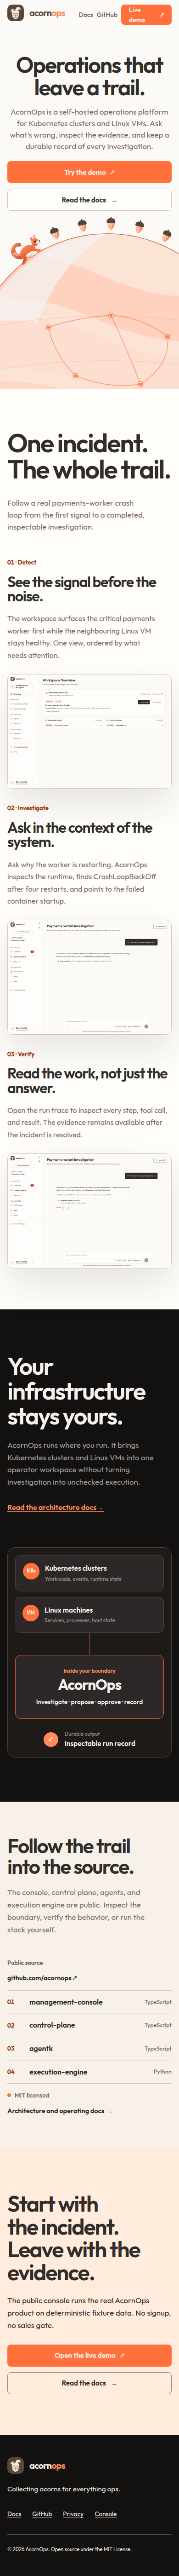 acornops
Docs GitHub
Live demo ↗
Operations that
leave a trail.
AcornOps is a self-hosted operations platform
for Kubernetes clusters and Linux VMs. Ask
what's wrong, inspect the evidence, and keep a
durable record of every investigation.
Try the demo ↗
Read the docs →
One incident.
The whole trail.
Follow a real payments-worker crash
loop from the first signal to a completed,
inspectable investigation.
01 · Detect
See the signal before the
noise.
The workspace surfaces the critical payments
worker first while the neighbouring Linux VM
stays healthy. One view, ordered by what
needs attention.
Workspace Overview
02 · Investigate
Ask in the context of the
system.
Ask why the worker is restarting. AcornOps
inspects the runtime, finds CrashLoopBackOff
after four restarts, and points to the failed
container startup.
Payments restart investigation
03 · Verify
Read the work, not just the
answer.
Open the run trace to inspect every step, tool call,
and result. The evidence remains available after
the incident is resolved.
Payments restart investigation
Your
infrastructure
stays yours.
AcornOps runs where you run. It brings
Kubernetes clusters and Linux VMs into one
operator workspace without turning
investigation into unchecked execution.
Read the architecture docs →
K8s
Kubernetes clusters
Workloads, events, runtime state
VM
Linux machines
Services, processes, host state
Inside your boundary
AcornOps
Investigate · propose · approve · record
✓
Durable output
Inspectable run record
Follow the trail
into the source.
The console, control plane, agents, and
execution engine are public. Inspect the
boundary, verify the behavior, or run the
stack yourself.
Public source
github.com/acornops ↗
01 management-console TypeScript
02 control-plane TypeScript
03 agentk TypeScript
04 execution-engine Python
MIT licensed
Architecture and operating docs →
Start with
the incident.
Leave with the
evidence.
The public console runs the real AcornOps
product on deterministic fixture data. No signup,
no sales gate.
Open the live demo ↗
Read the docs →
acornops
Collecting acorns for everything ops.
Docs GitHub Privacy Console
© 2026 AcornOps. Open source under the MIT License.